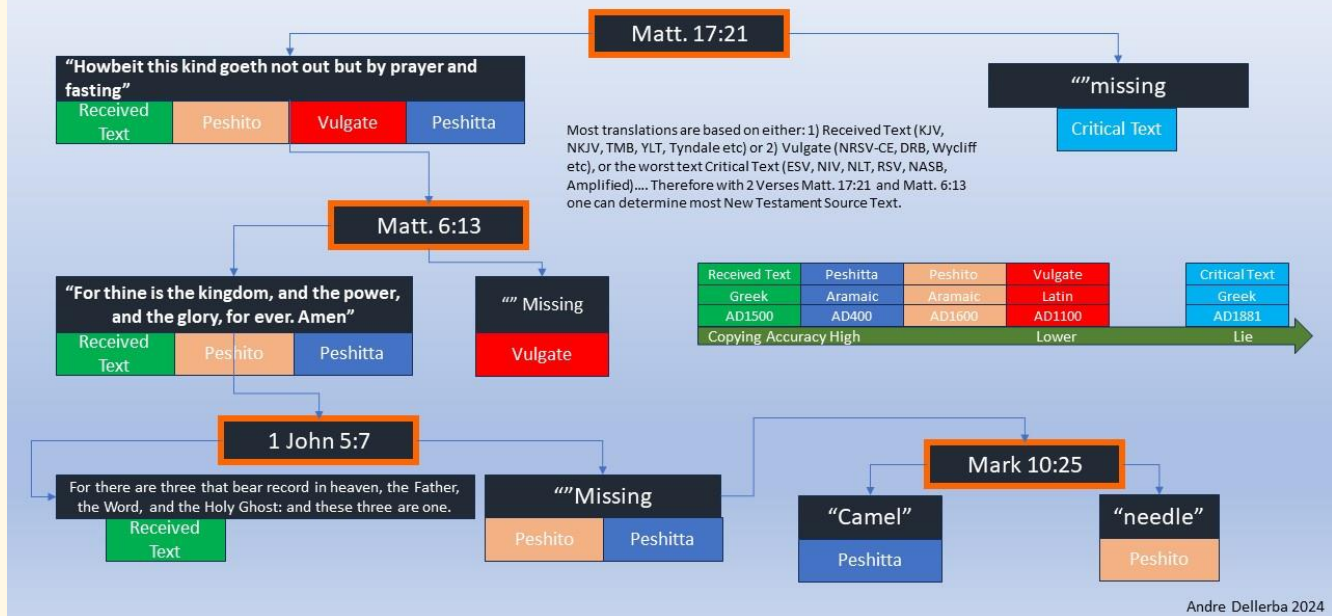 Matt. 17:21
“Howbeit this kind goeth not out but by prayer and
fasting”
Received
Text
Peshito
Vulgate
Peshitta
“”missing
Critical Text
Most translations are based on either: 1) Received Text (KJV,
NKJV, TMB, YLT, Tyndale etc) or 2) Vulgate (NRSV-CE, DRB, Wycliff
etc), or the worst text Critical Text (ESV, NIV, NLT, RSV, NASB,
Amplified).... Therefore with 2 Verses Matt. 17:21 and Matt. 6:13
one can determine most New Testament Source Text.
Matt. 6:13
“For thine is the kingdom, and the power,
and the glory, for ever. Amen”
Received
Text
Peshito
Peshitta
“” Missing
Vulgate
Received Text Peshitta Peshito Vulgate Critical Text
Greek Aramaic Aramaic Latin Greek
AD1500 AD400 AD1600 AD1100 AD1881
Copying Accuracy High Lower Lie
1 John 5:7
For there are three that bear record in heaven, the Father,
the Word, and the Holy Ghost: and these three are one.
Received
Text
“”Missing
Peshito
Peshitta
Mark 10:25
“Camel”
Peshitta
“needle”
Peshito
Andre Dellerba 2024